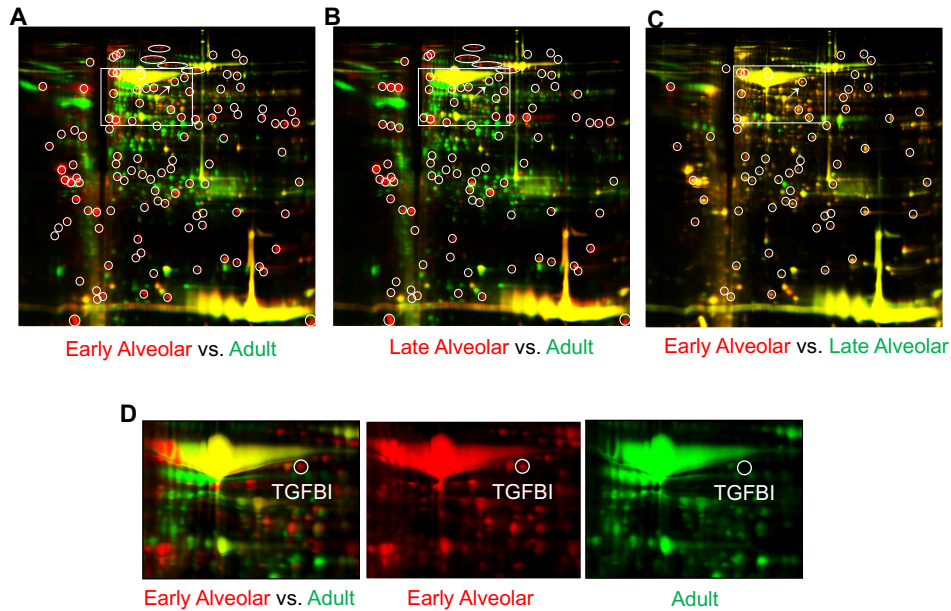 A
B
C
Early Alveolar vs. Adult
Late Alveolar vs. Adult
Early Alveolar vs. Late Alveolar
D
TGFBI
TGFBI
TGFBI
Early Alveolar vs. Adult
Early Alveolar
Adult